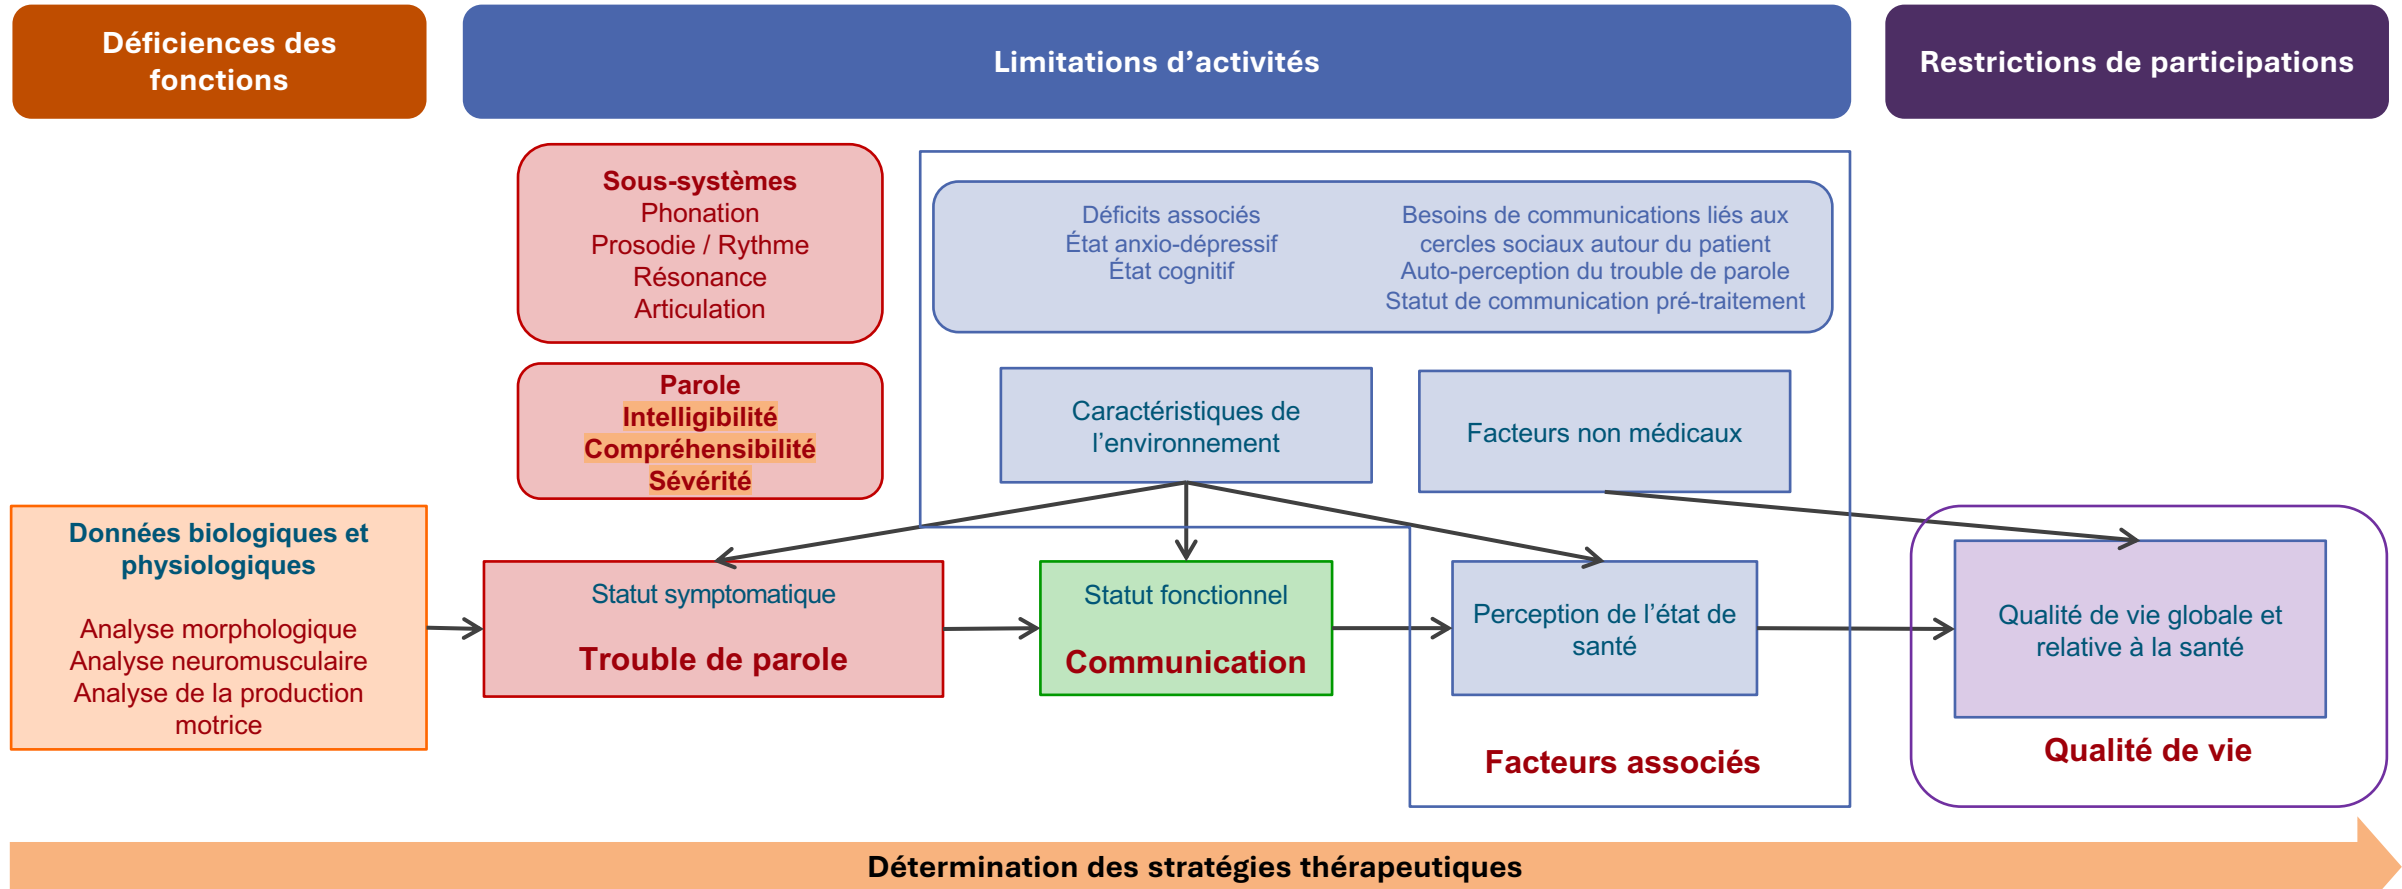 Déficiences des
fonctions
Limitations d’activités
Restrictions de participations
Sous-systèmes
Phonation
Prosodie / Rythme
Résonance
Articulation
Déficits associés
État anxio-dépressif
État cognitif
Besoins de communications liés aux
cercles sociaux autour du patient
Auto-perception du trouble de parole
Statut de communication pré-traitement
Parole
Intelligibilité
Compréhensibilité
Sévérité
Caractéristiques de
l’environnement
Facteurs non médicaux
Données biologiques et
physiologiques
Analyse morphologique
Analyse neuromusculaire
Analyse de la production
motrice
Statut symptomatique
Trouble de parole
Statut fonctionnel
Communication
Perception de l’état de
santé
Facteurs associés
Qualité de vie globale et
relative à la santé
Qualité de vie
Détermination des stratégies thérapeutiques